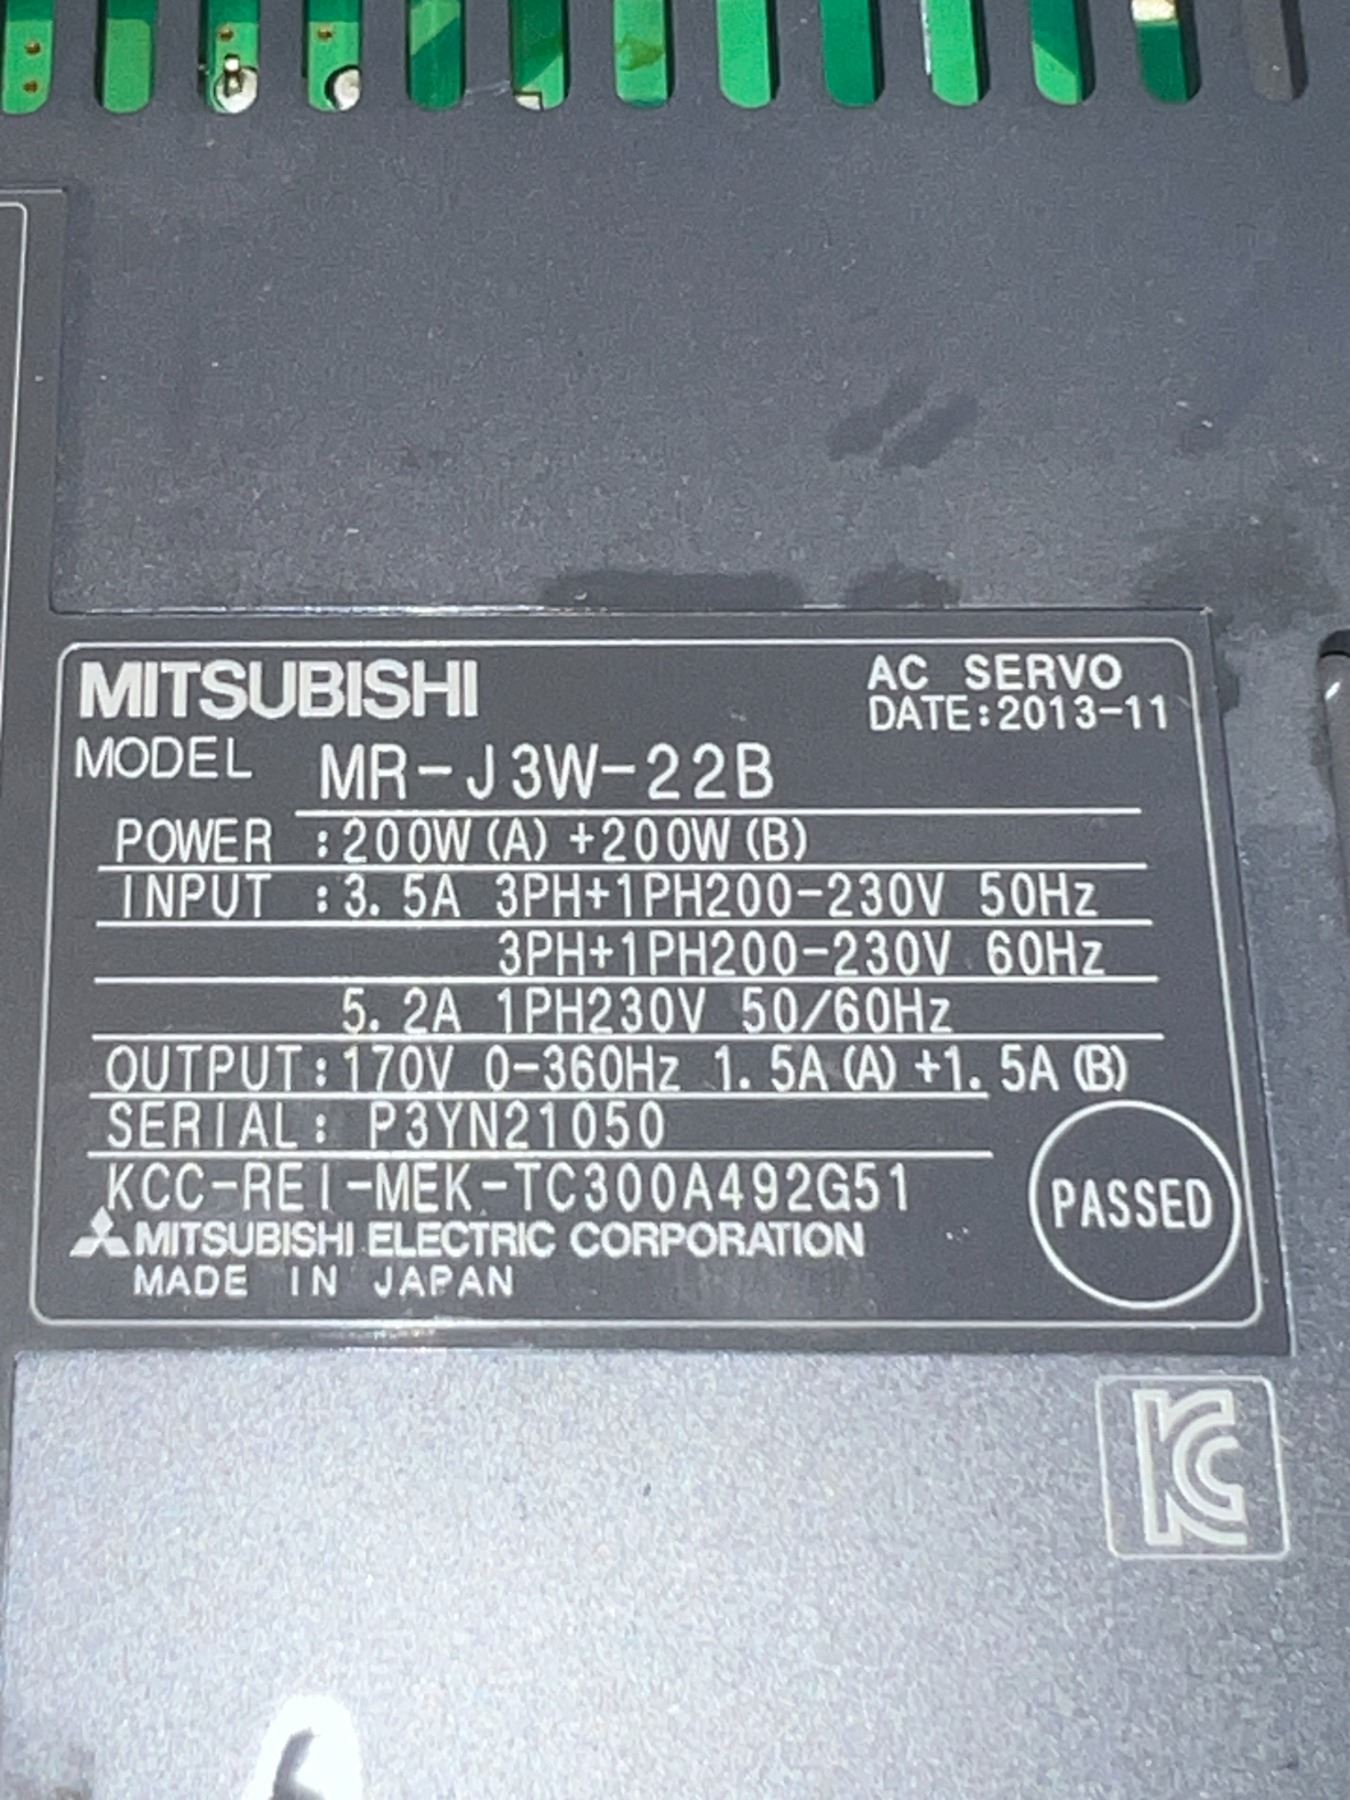 MITSUBISHI
AC SERVO
DATE:2013-11
MODEL MR-J3W-22B
POWER :200W(A)+200W(B)
INPUT :3.5A 3PH+1PH200-230V 50Hz
3PH+1PH200-230V 60Hz
5.2A 1PH230V 50/60Hz
OUTPUT:170V 0-360Hz 1.5A(A)+1.5A(B)
SERIAL: P3YN21050
KCC-REI-MEK-TC300A492G51
MITSUBISHI ELECTRIC CORPORATION
MADE IN JAPAN
PASSED
KC